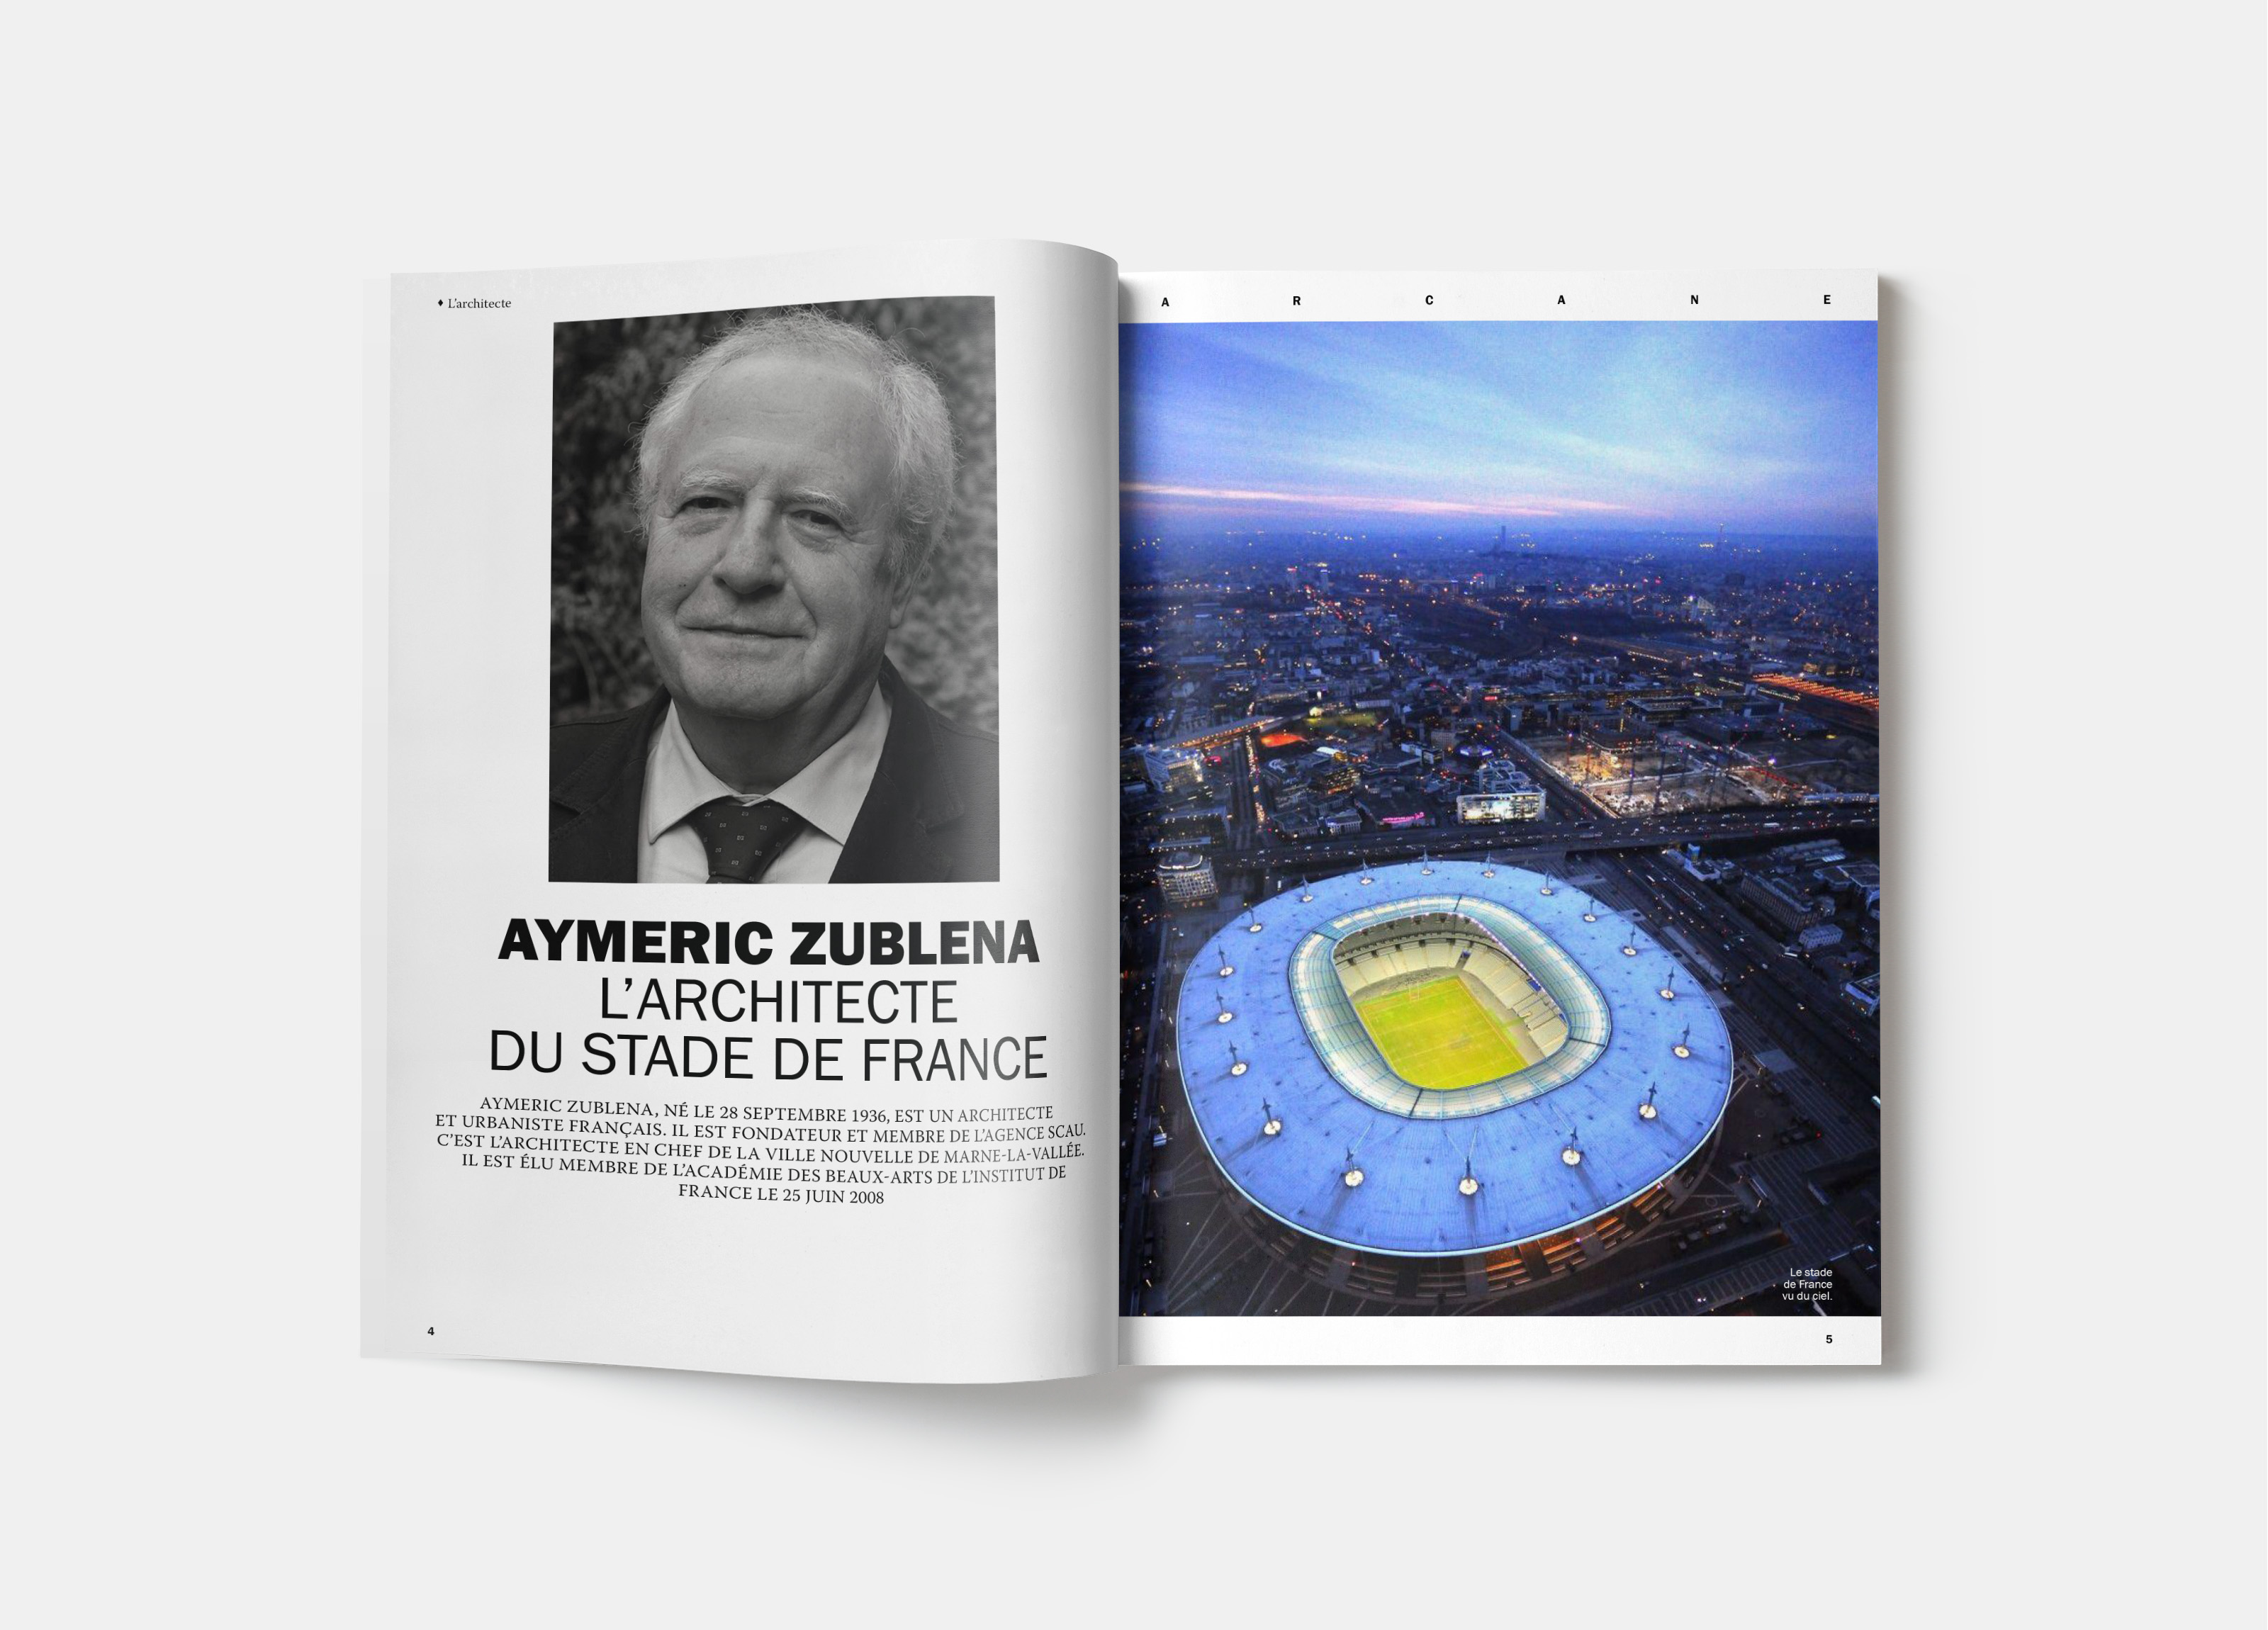 ♦ L'architecte
AYMERIC ZUBLENA
L'ARCHITECTE
DU STADE DE FRANCE
AYMERIC ZUBLENA, NÉ LE 28 SEPTEMBRE 1936, EST UN ARCHITECTE
ET URBANISTE FRANÇAIS. IL EST FONDATEUR ET MEMBRE DE L'AGENCE SCAU.
C'EST L'ARCHITECTE EN CHEF DE LA VILLE NOUVELLE DE MARNE-LA-VALLÉE.
IL EST ÉLU MEMBRE DE L'ACADÉMIE DES BEAUX-ARTS DE L'INSTITUT DE
FRANCE LE 25 JUIN 2008
4
A R C A N E
Le stade
de France
vu du ciel.
5